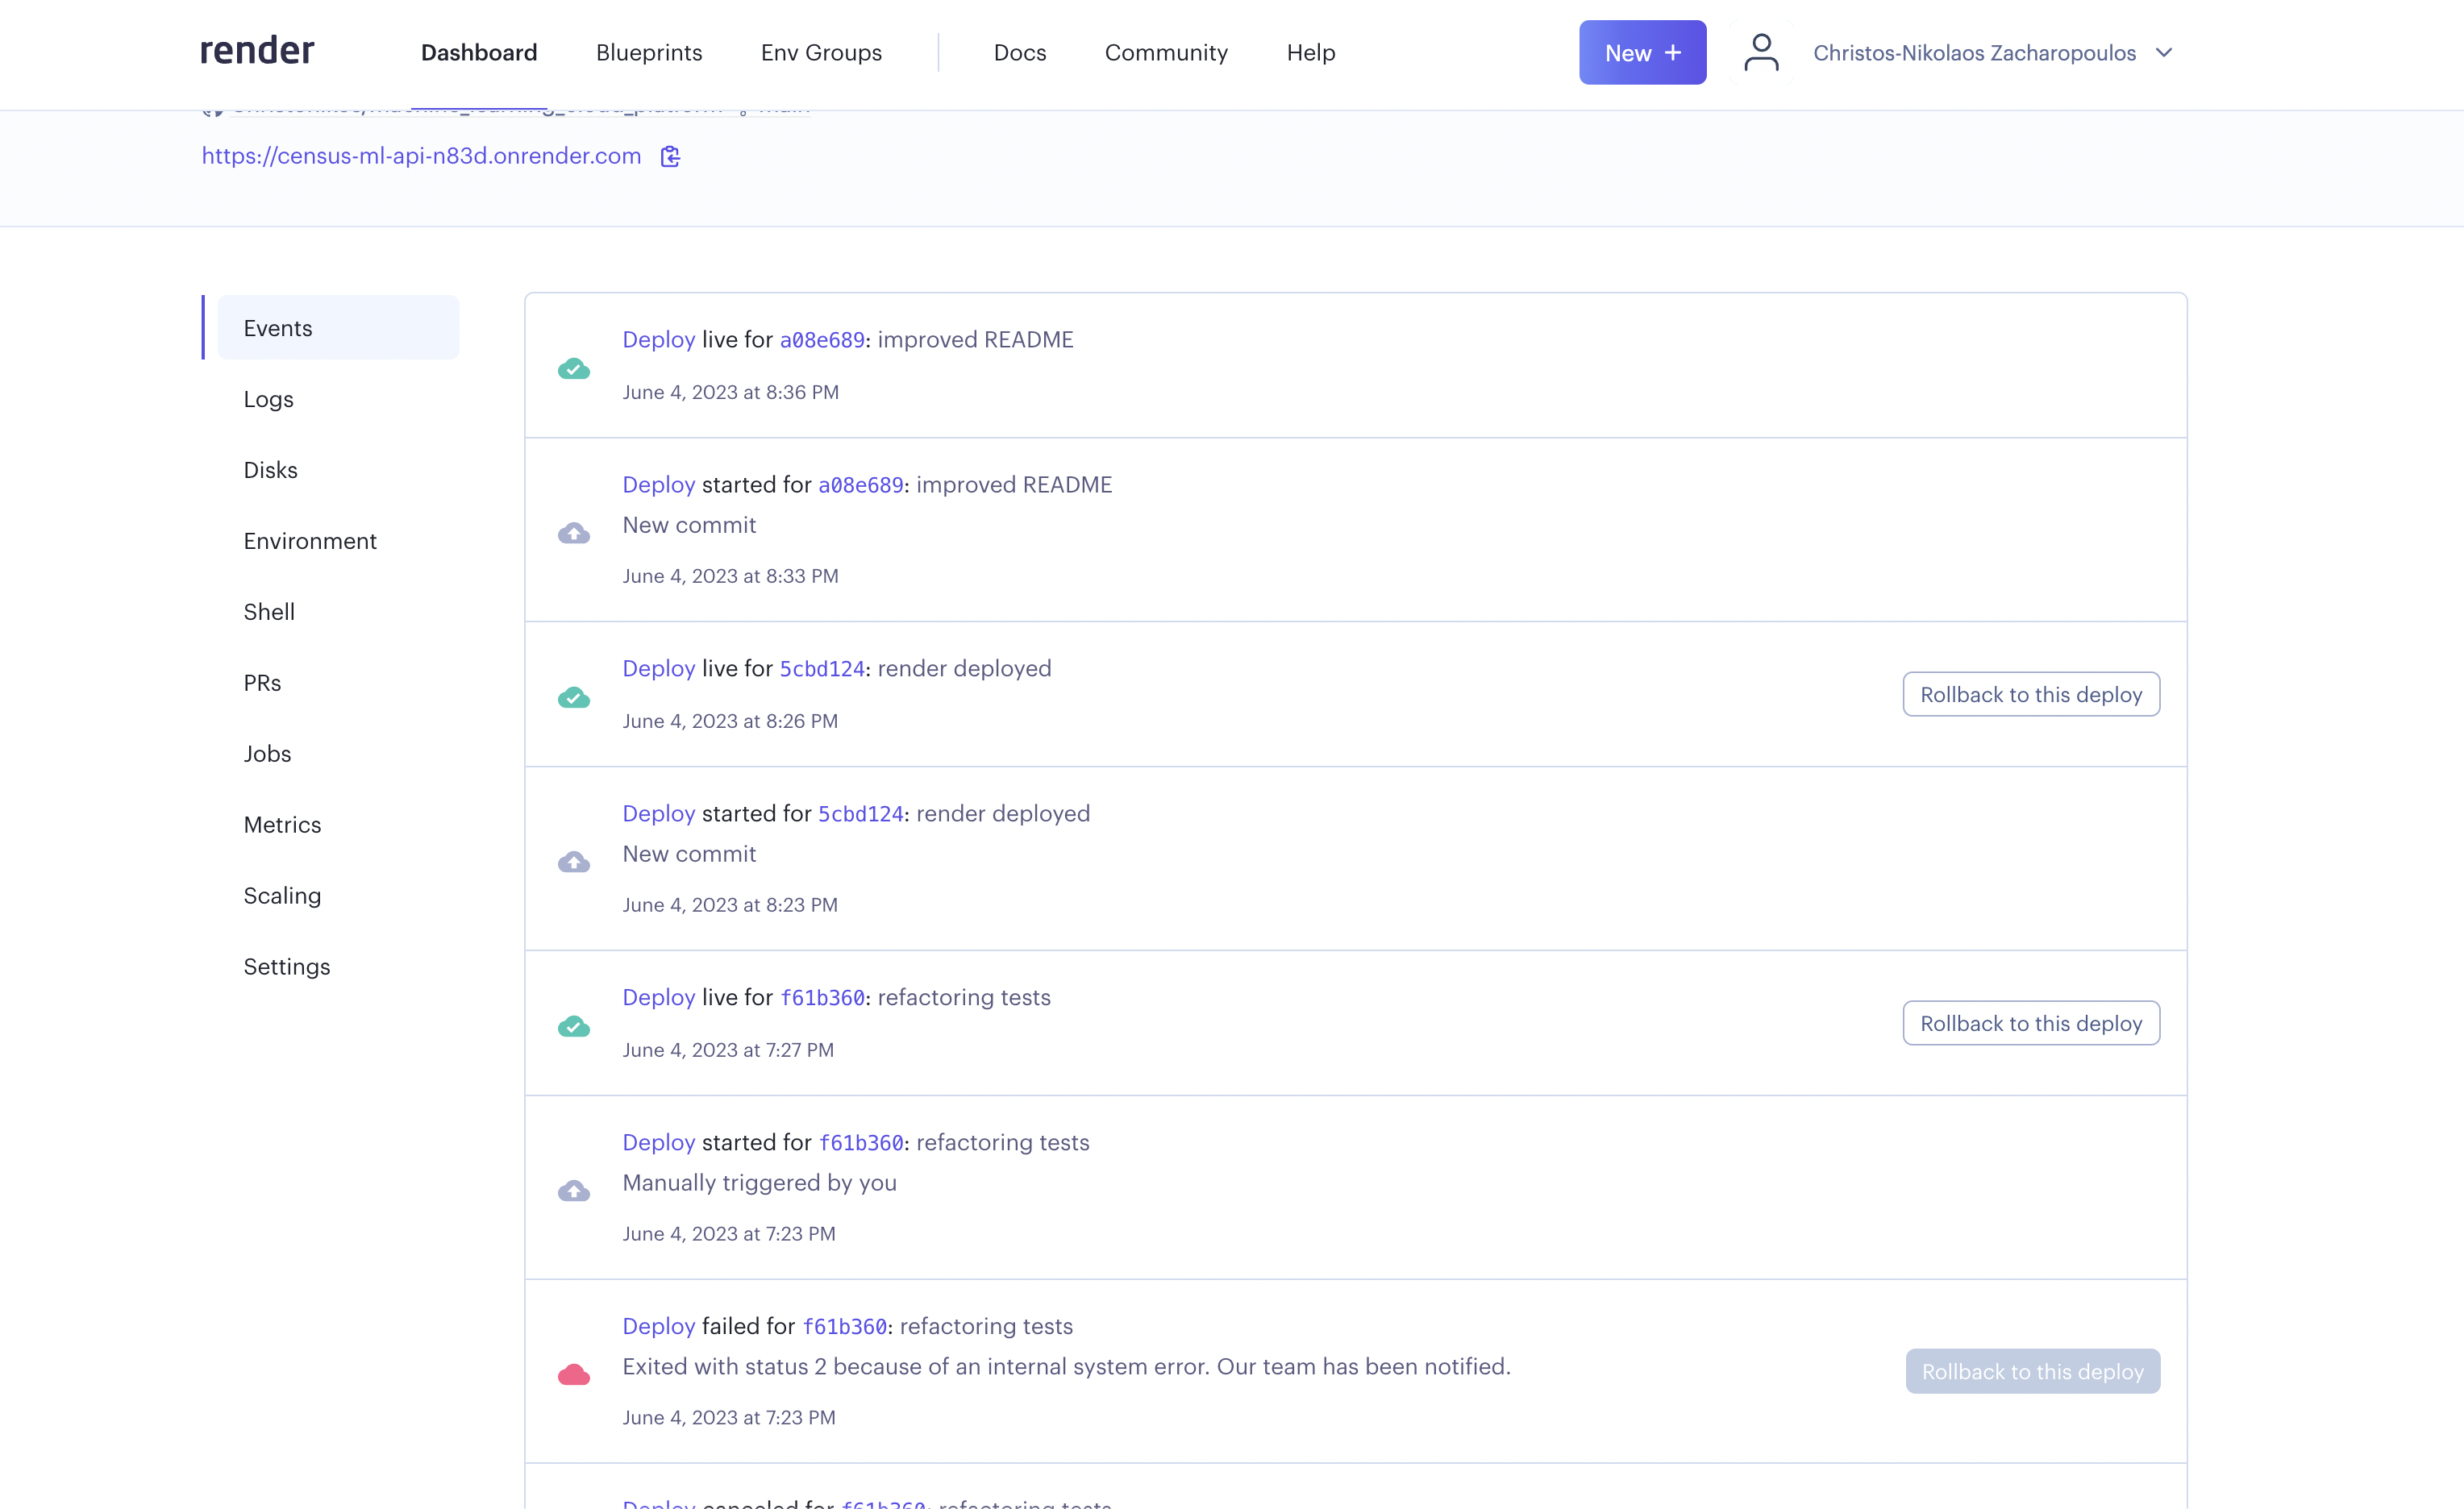 render
Dashboard
Blueprints
Env Groups
Docs
Community
Help
New +
Christos-Nikolaos Zacharopoulos
https://census-ml-api-n83d.onrender.com
Events
Logs
Disks
Environment
Shell
PRs
Jobs
Metrics
Scaling
Settings
Deploy live for a08e689: improved README
June 4, 2023 at 8:36 PM
Deploy started for a08e689: improved README
New commit
June 4, 2023 at 8:33 PM
Deploy live for 5cbd124: render deployed
June 4, 2023 at 8:26 PM
Rollback to this deploy
Deploy started for 5cbd124: render deployed
New commit
June 4, 2023 at 8:23 PM
Deploy live for f61b360: refactoring tests
June 4, 2023 at 7:27 PM
Rollback to this deploy
Deploy started for f61b360: refactoring tests
Manually triggered by you
June 4, 2023 at 7:23 PM
Deploy failed for f61b360: refactoring tests
Exited with status 2 because of an internal system error. Our team has been notified.
June 4, 2023 at 7:23 PM
Rollback to this deploy
Deploy canceled for f61b360: refactoring tests